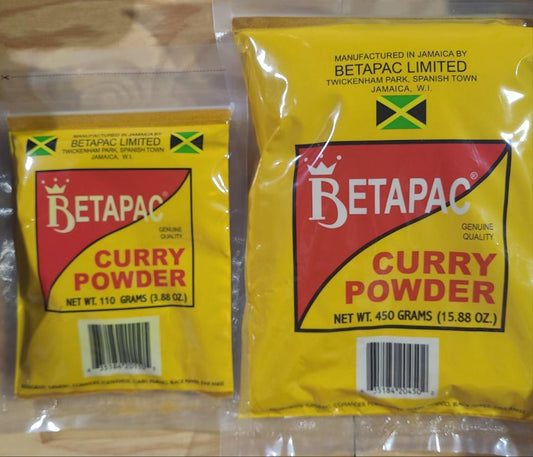 MANUFACTURED IN JAMAICA BY
BETAPAC LIMITED
TWICKENHAM PARK, SPANISH TOWN
JAMAICA, W.I.
BETAPAC®
GENUINE
QUALITY
CURRY
POWDER
NET WT. 110 GRAMS (3.88 OZ.)
MANUFACTURED IN JAMAICA BY
BETAPAC LIMITED
TWICKENHAM PARK, SPANISH TOWN
JAMAICA, W.I.
BETAPAC®
GENUINE
QUALITY
CURRY
POWDER
NET WT. 450 GRAMS (15.88 OZ.)